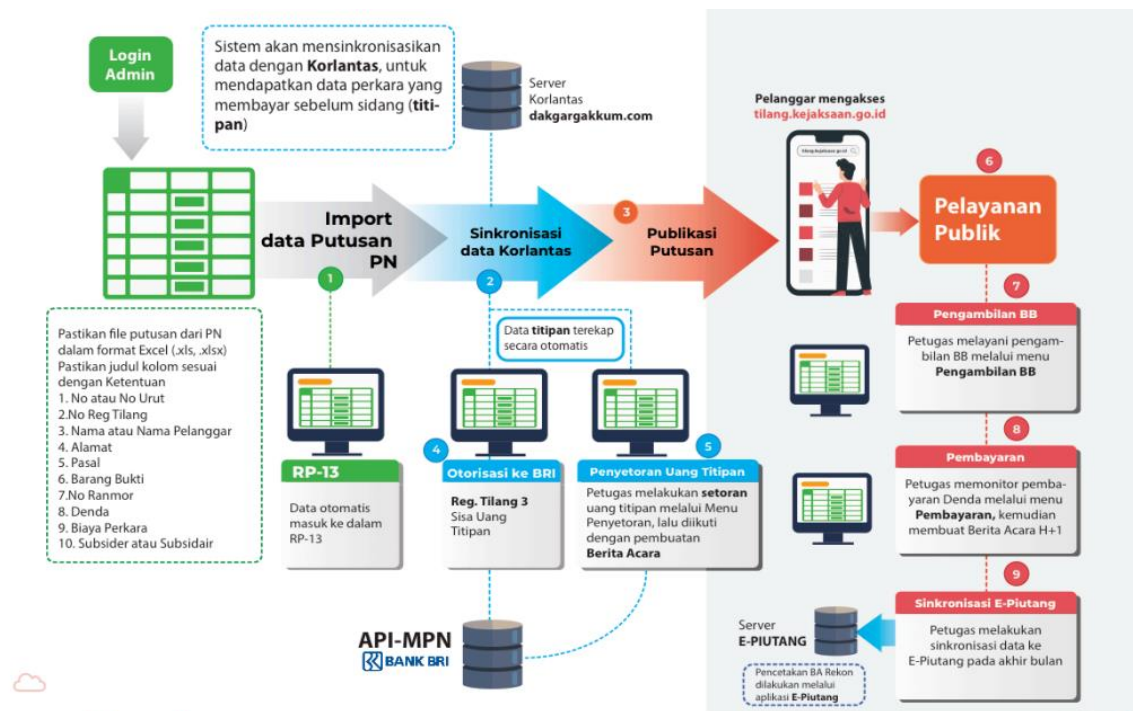 Login
Admin
Sistem akan mensinkronisasikan
data dengan Korlantas, untuk
mendapatkan data perkara yang
membayar sebelum sidang (titi-
pan)
Server
Korlantas
dakgargakkum.com
Pelanggar mengakses
tilang.kejaksaan.go.id
tilang.kejaksaan.go.id
Import
data Putusan
PN
1
Sinkronisasi
data Korlantas
2
3
Publikasi
Putusan
6
Pelayanan
Publik
Pastikan file putusan dari PN
dalam format Excel (.xls, .xlsx)
Pastikan judul kolom sesuai
dengan Ketentuan
1. No atau No Urut
2.No Reg Tilang
3. Nama atau Nama Pelanggar
4. Alamat
5. Pasal
6. Barang Bukti
7.No Ranmor
8. Denda
9. Biaya Perkara
10. Subsider atau Subsidair
Data titipan terekap
secara otomatis
RP-13
Data otomatis
masuk ke dalam
RP-13
4
Otorisasi ke BRI
Reg. Tilang 3
Sisa Uang
Titipan
5
Penyetoran Uang Titipan
Petugas melakukan setoran
uang titipan melalui Menu
Penyetoran, lalu diikuti
dengan pembuatan
Berita Acara
API-MPN
BANK BRI
7
Pengambilan BB
Petugas melayani pengam-
bilan BB melalui menu
Pengambilan BB
8
Pembayaran
Petugas memonitor pemba-
yaran Denda melalui menu
Pembayaran, kemudian
membuat Berita Acara H+1
9
Sinkronisasi E-Piutang
Petugas melakukan
sinkronisasi data ke
E-Piutang pada akhir bulan
Server
E-PIUTANG
Pencetakan BA Rekon
dilakukan melalui
aplikasi E-Piutang